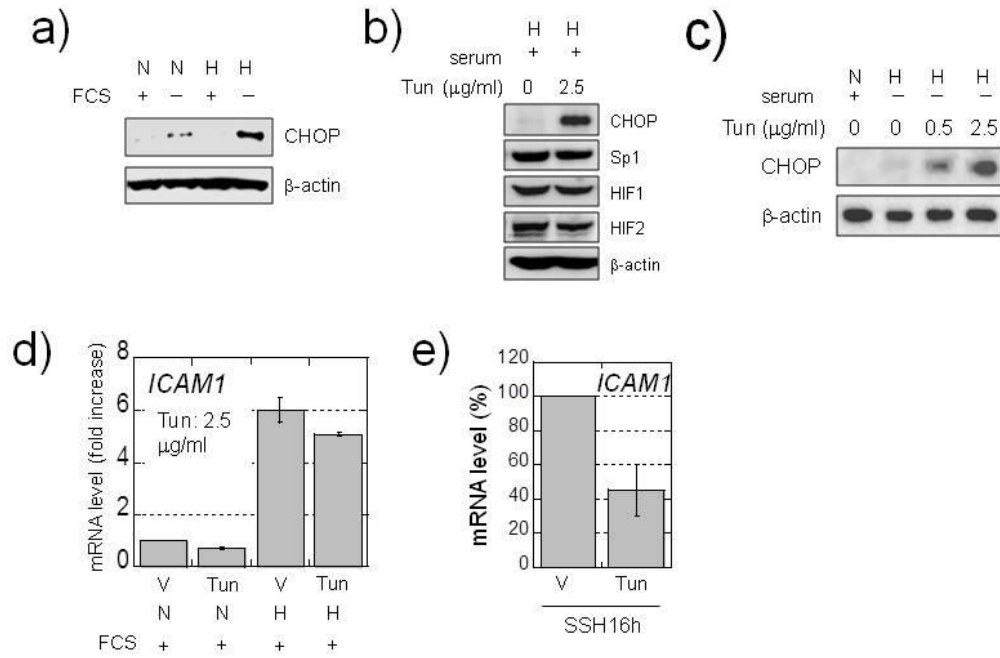 a)
N N H H
FCS + − + −
CHOP
β-actin
b)
H H
serum + +
Tun (μg/ml) 0 2.5
CHOP
Sp1
HIF1
HIF2
β-actin
c)
N H H H
serum + − − −
Tun (μg/ml) 0 0 0.5 2.5
CHOP
β-actin
d)
mRNA level (fold increase)
8
6
4
2
0
ICAM1
Tun: 2.5
μg/ml
V Tun V Tun
N N H H
FCS + + + +
e)
mRNA level (%)
120
100
80
60
40
20
0
ICAM1
V Tun
SSH16h